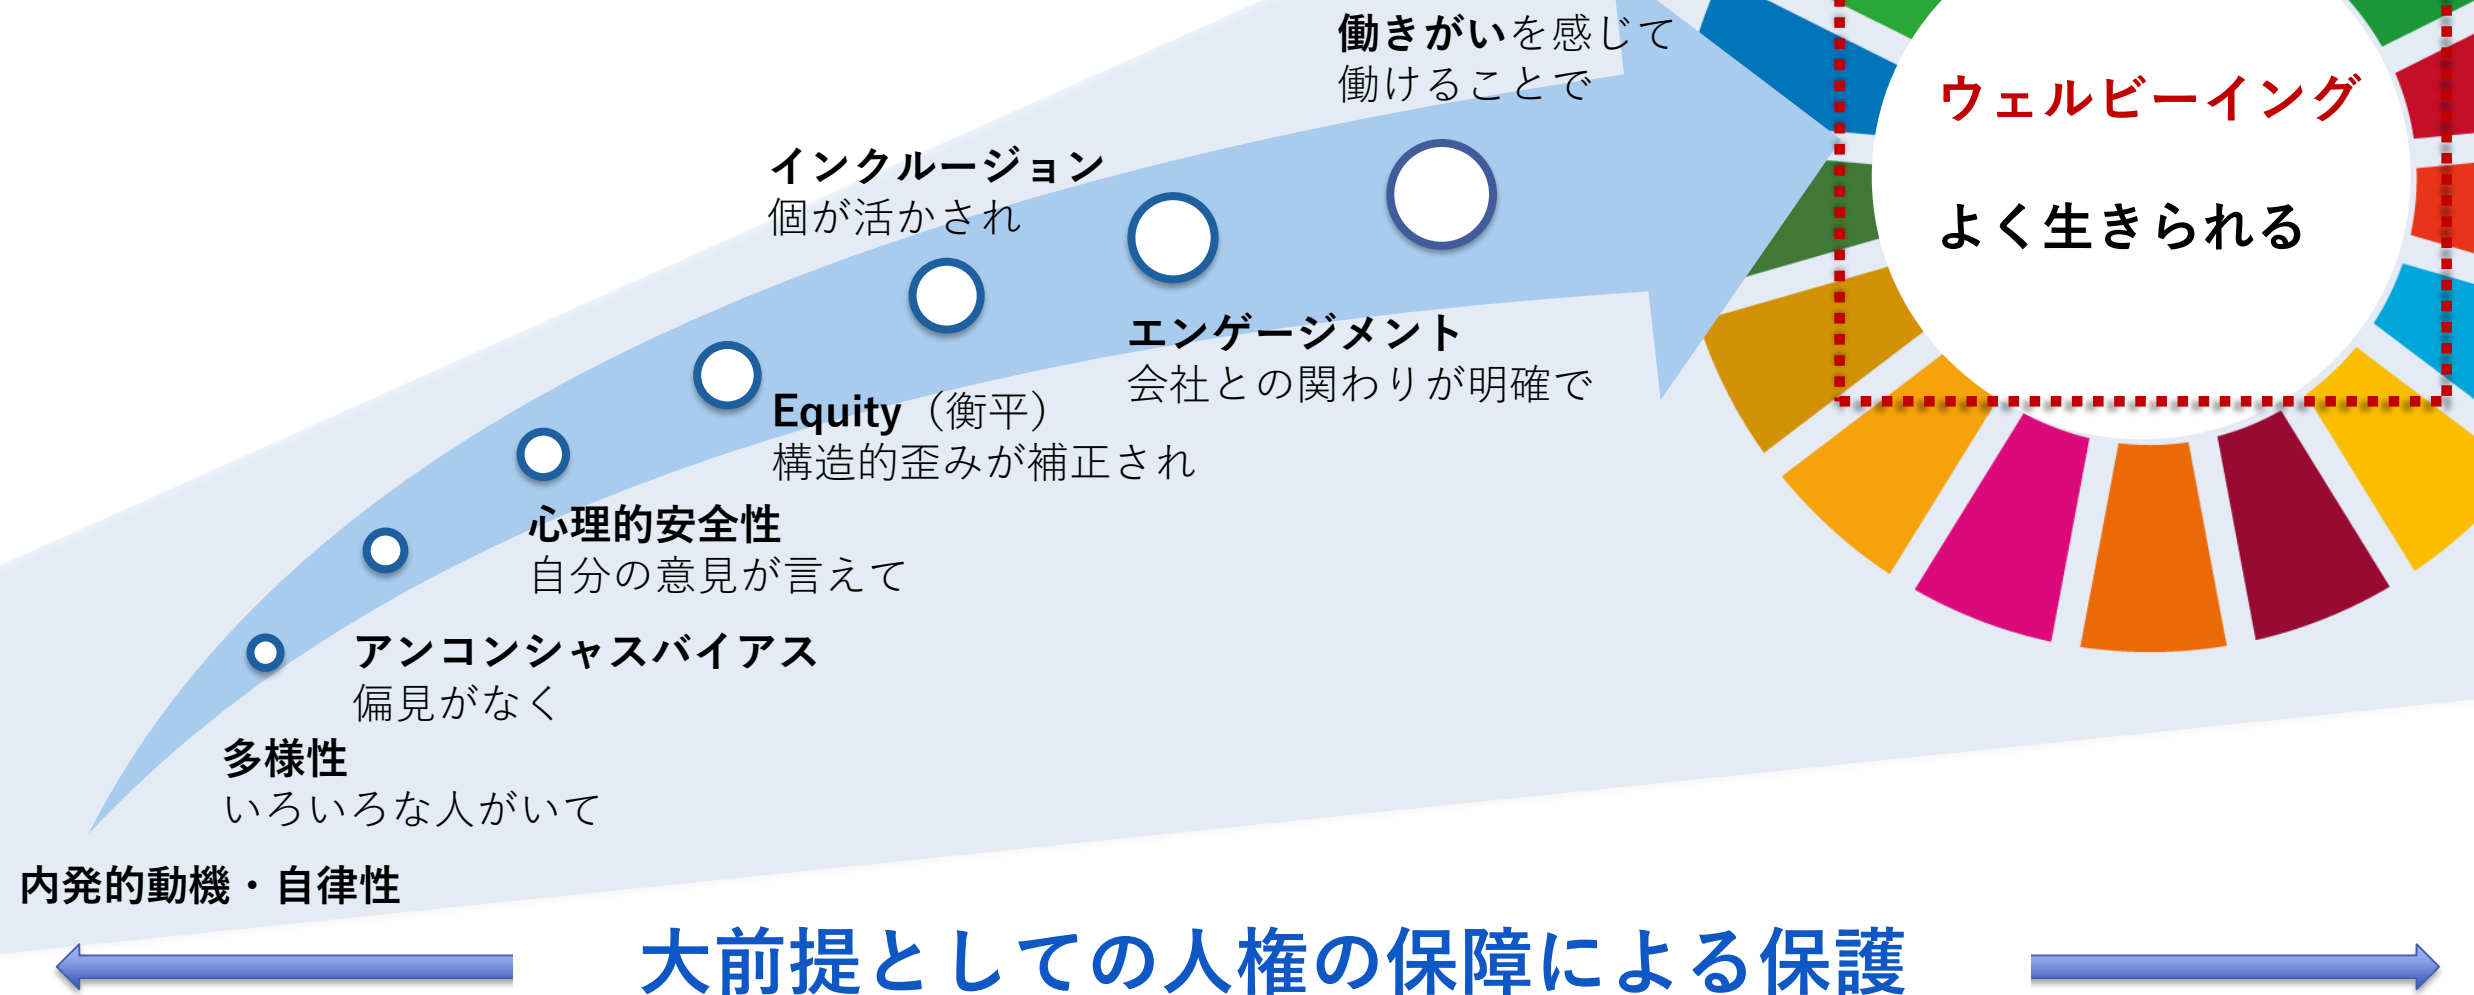 働きがいを感じて
働けることで
ウェルビーイング
よく生きられる
インクルージョン
個が活かされ
エンゲージメント
会社との関わりが明確で
Equity（衡平）
構造的歪みが補正され
心理的安全性
自分の意見が言えて
アンコンシャスバイアス
偏見がなく
多様性
いろいろな人がいて
内発的動機・自律性
大前提としての人権の保障による保護